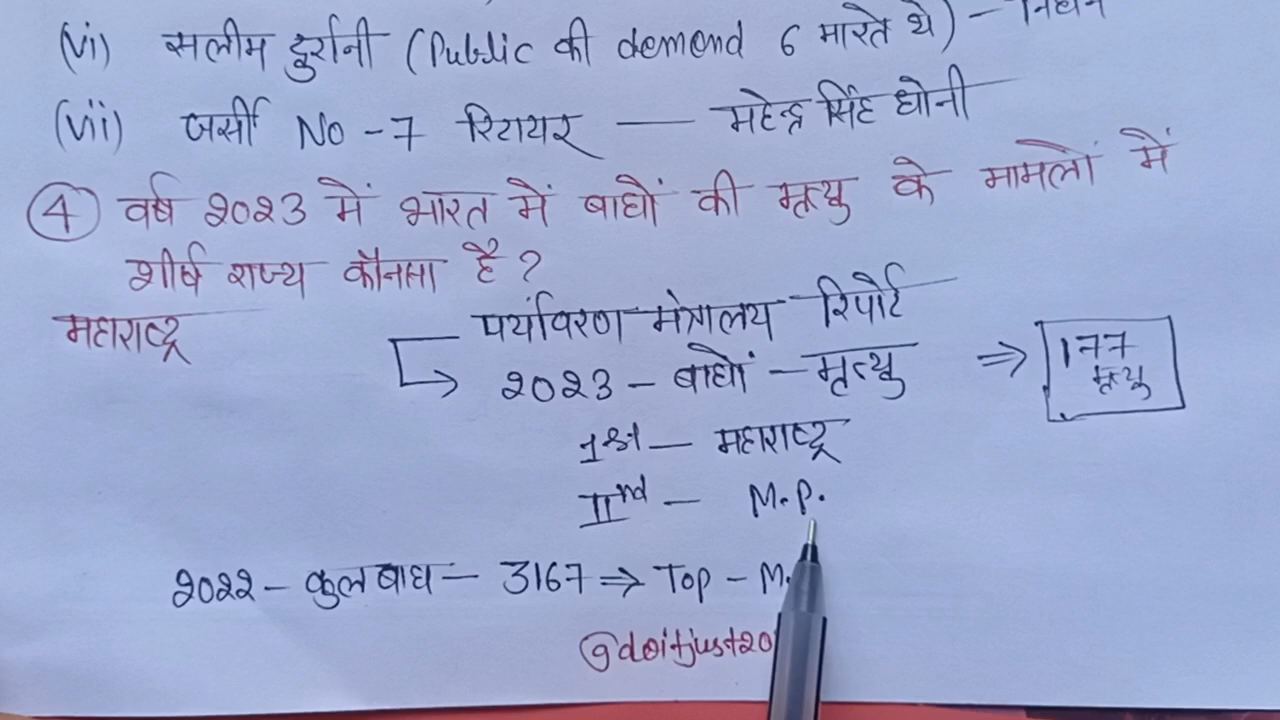 (vi) सलीम दुर्रानी (Public की demand 6 मारते थे) – निधन
(vii) जर्सी No -7 रिटायर — महेन्द्र सिंह धोनी
④ वर्ष 2023 में भारत में बाघों की मृत्यु के मामलों में
शीर्ष राज्य कौनसा है ?
महाराष्ट्र
पर्यावरण मंत्रालय रिपोर्ट
2023 – बाघों – मृत्यु ⇒ 177 मृत्यु
1st – महाराष्ट्र
IInd – M.P.
2022 – कुल बाघ – 3167 ⇒ Top – M.
@doitjust20